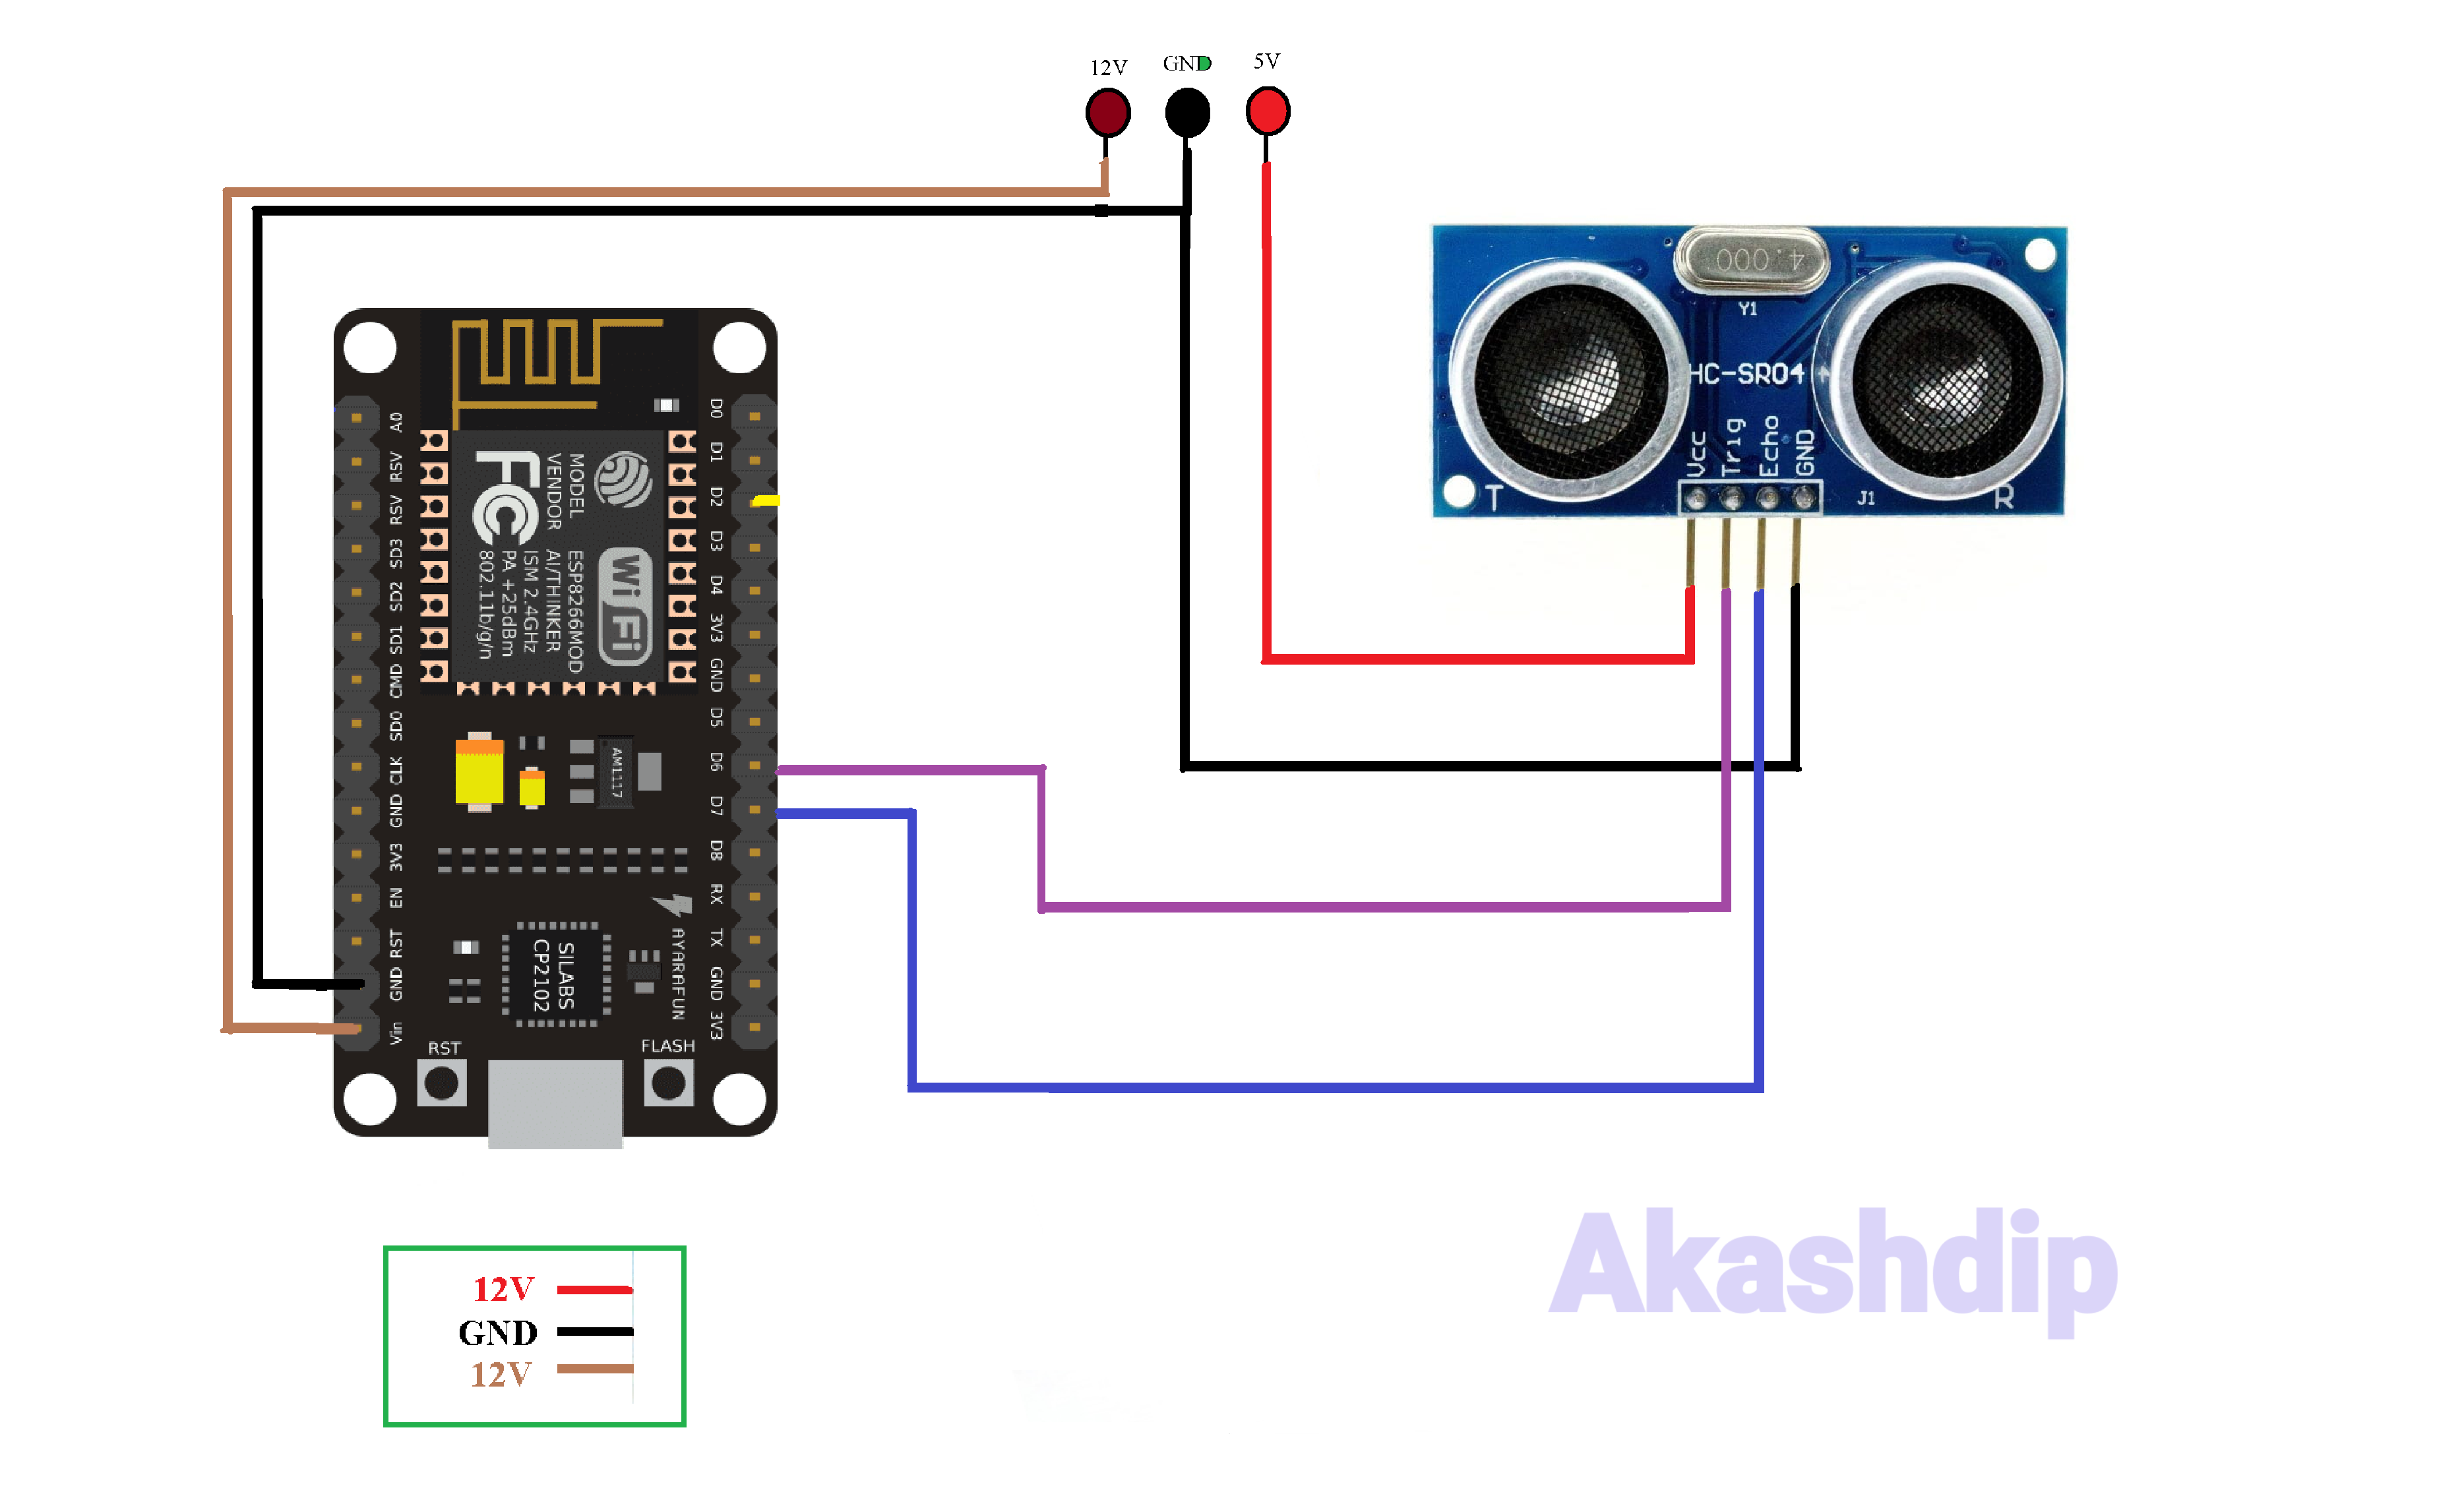 12V
GND
5V
4.000
Y1
HC-SR04
Vcc
Trig
Echo
GND
T
J1
R
A0
RSV
RSV
SD3
SD2
SD1
CMD
SD0
CLK
GND
3V3
EN
RST
GND
Vin
D0
D1
D2
D3
D4
3V3
GND
D5
D6
D7
D8
RX
TX
GND
3V3
FC
MODEL
VENDOR
ESP8266MOD
AI/THINKER
ISM 2.4GHz
PA +25dBm
802.11b/g/n
WiFi
AM1117
SILABS
CP2102
AYARAFUN
RST
FLASH
12V
GND
12V
Akashdip